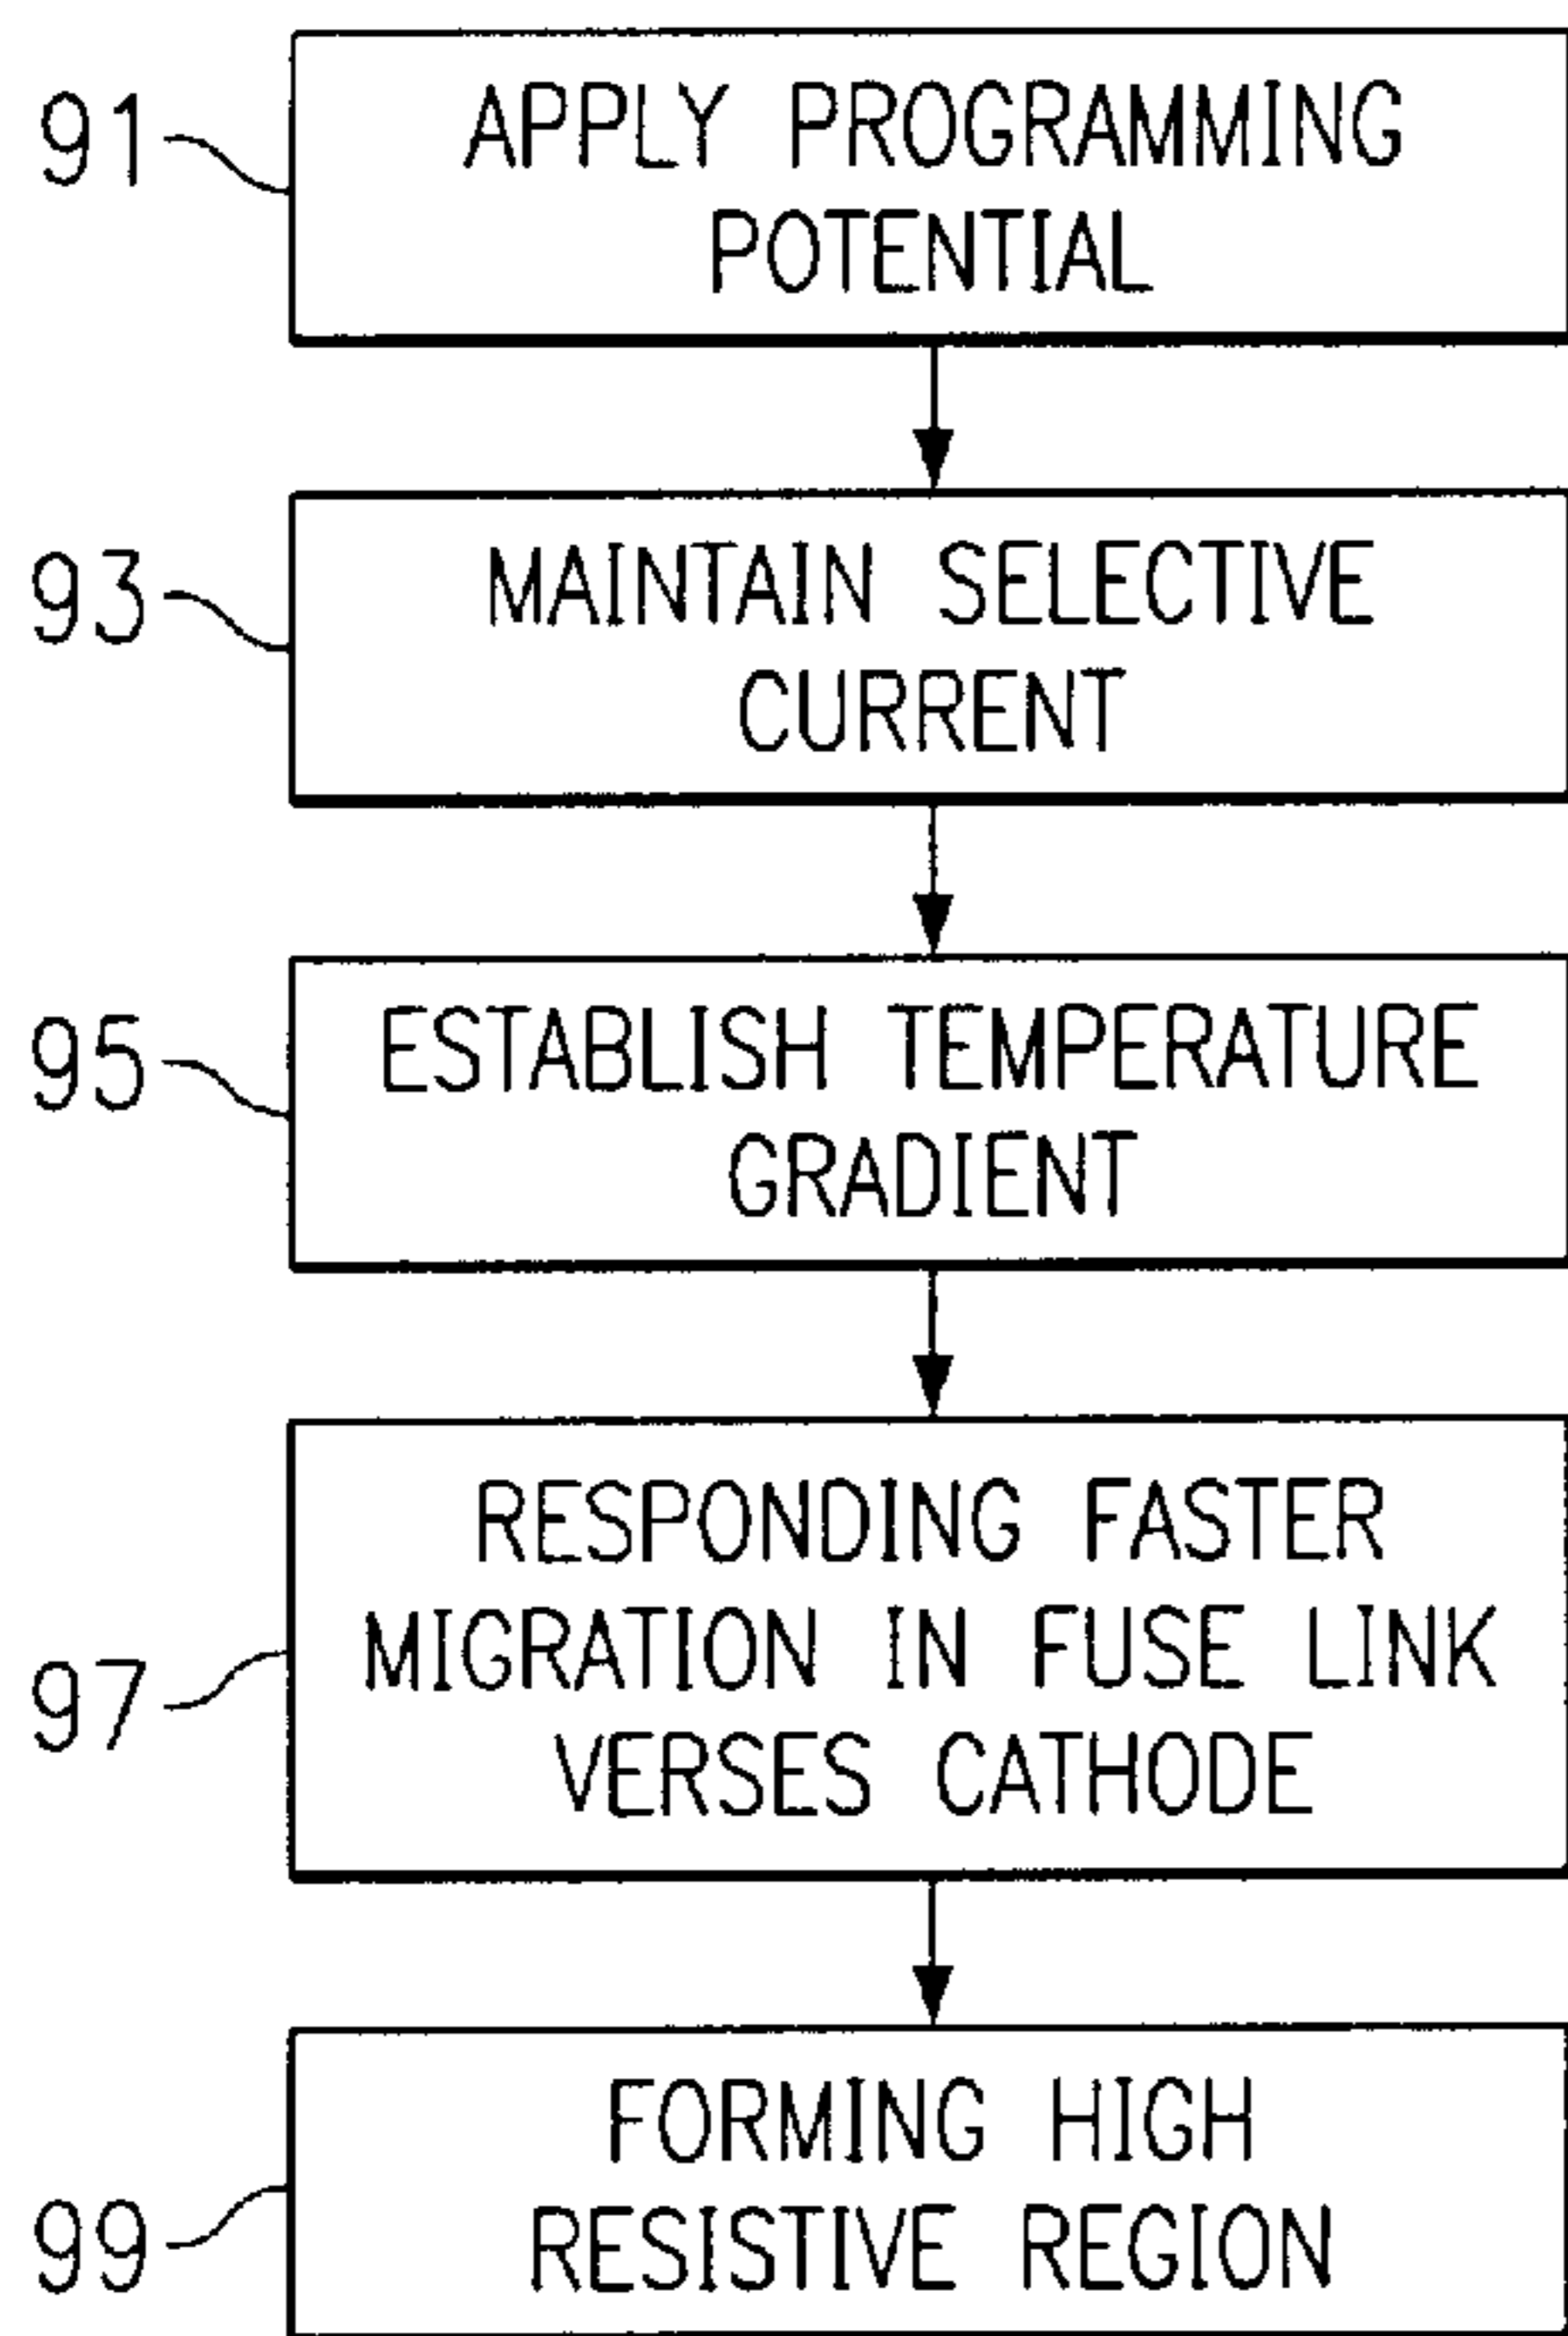 91
APPLY PROGRAMMING
POTENTIAL
93
MAINTAIN SELECTIVE
CURRENT
95
ESTABLISH TEMPERATURE
GRADIENT
97
RESPONDING FASTER
MIGRATION IN FUSE LINK
VERSES CATHODE
99
FORMING HIGH
RESISTIVE REGION